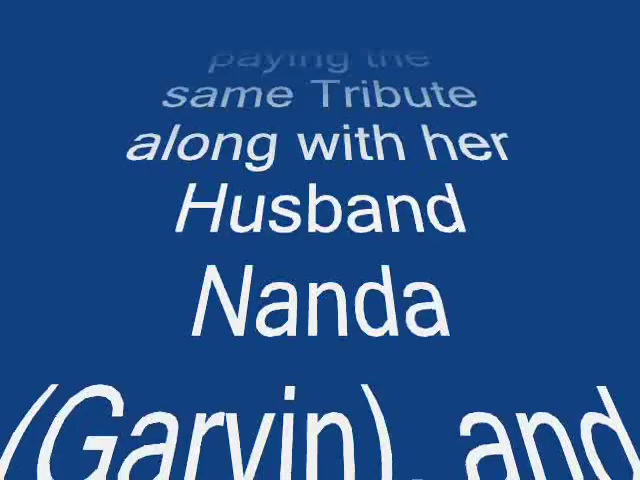 paying the
same Tribute
along with her
Husband
Nanda
(Garvin), and